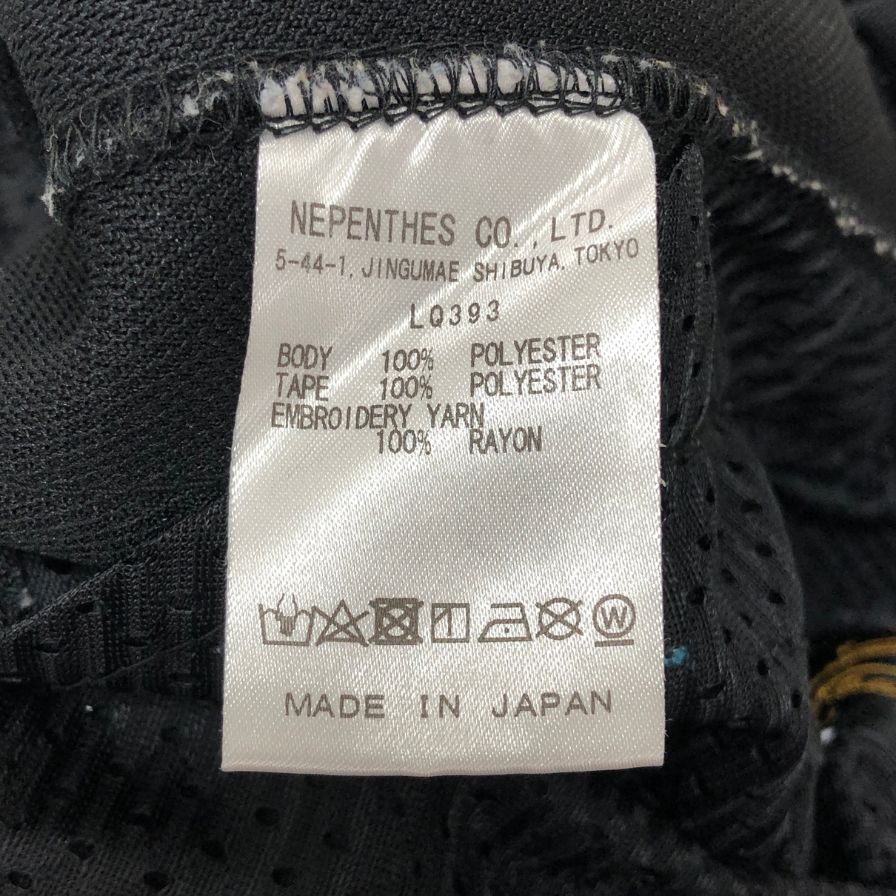 NEPENTHES CO., LTD.
5-44-1, JINGUMAE SHIBUYA, TOKYO
LQ393
BODY 100% POLYESTER
TAPE 100% POLYESTER
EMBROIDERY YARN
100% RAYON
W
MADE IN JAPAN